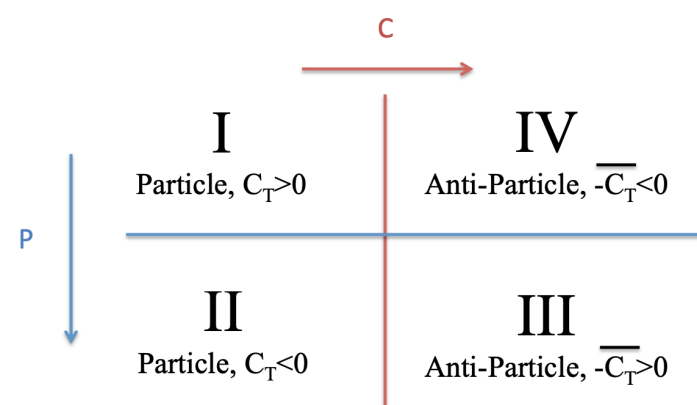 C
I
IV
Particle, C_T>0
Anti-Particle, -C̅_T̅<0
P
II
III
Particle, C_T<0
Anti-Particle, -C̅_T̅>0